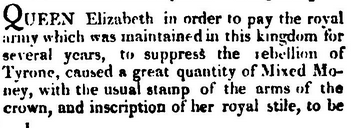 QUEEN Elizabeth in order to pay the royal
army which was maintained in this kingdom for
several years, to suppress the rebellion of
Tyrone, caused a great quantity of Mixed Mo-
ney, with the usual stamp of the arms of the
crown, and inscription of her royal stile, to be